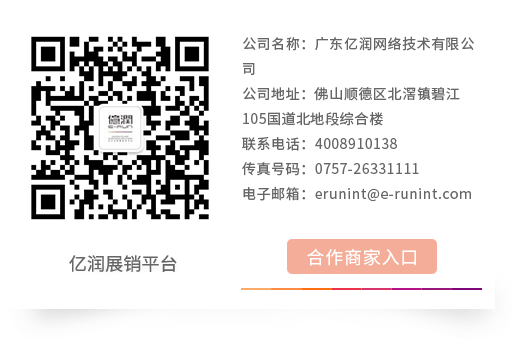 公司名称：广东亿润网络技术有限公
司
公司地址：佛山顺德区北滘镇碧江
105国道北地段综合楼
联系电话：4008910138
传真号码：0757-26331111
电子邮箱：erunint@e-runint.com
億潤
E-RUN
亿润展销平台
合作商家入口